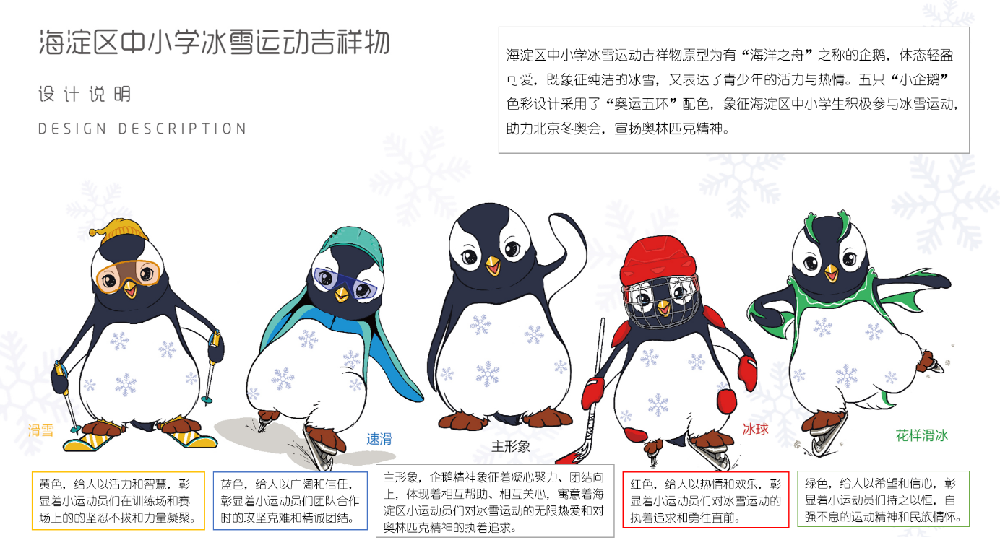 海淀区中小学冰雪运动吉祥物
设计说明
DESIGN DESCRIPTION
海淀区中小学冰雪运动吉祥物原型为有“海洋之舟”之称的企鹅，体态轻盈
可爱，既象征纯洁的冰雪，又表达了青少年的活力与热情。五只“小企鹅”
色彩设计采用了“奥运五环”配色，象征海淀区中小学生积极参与冰雪运动，
助力北京冬奥会，宣扬奥林匹克精神。
滑雪
速滑
主形象
冰球
花样滑冰
黄色，给人以活力和智慧，彰
显着小运动员们在训练场和赛
场上的的坚忍不拔和力量凝聚。
蓝色，给人以广阔和信任，
彰显着小运动员们团队合作
时的攻坚克难和精诚团结。
主形象，企鹅精神象征着凝心聚力、团结向
上，体现着相互帮助、相互关心，寓意着海
淀区小运动员们对冰雪运动的无限热爱和对
奥林匹克精神的执着追求。
红色，给人以热情和欢乐，彰
显着小运动员们对冰雪运动的
执着追求和勇往直前。
绿色，给人以希望和信心，彰
显着小运动员们持之以恒，自
强不息的运动精神和民族情怀。